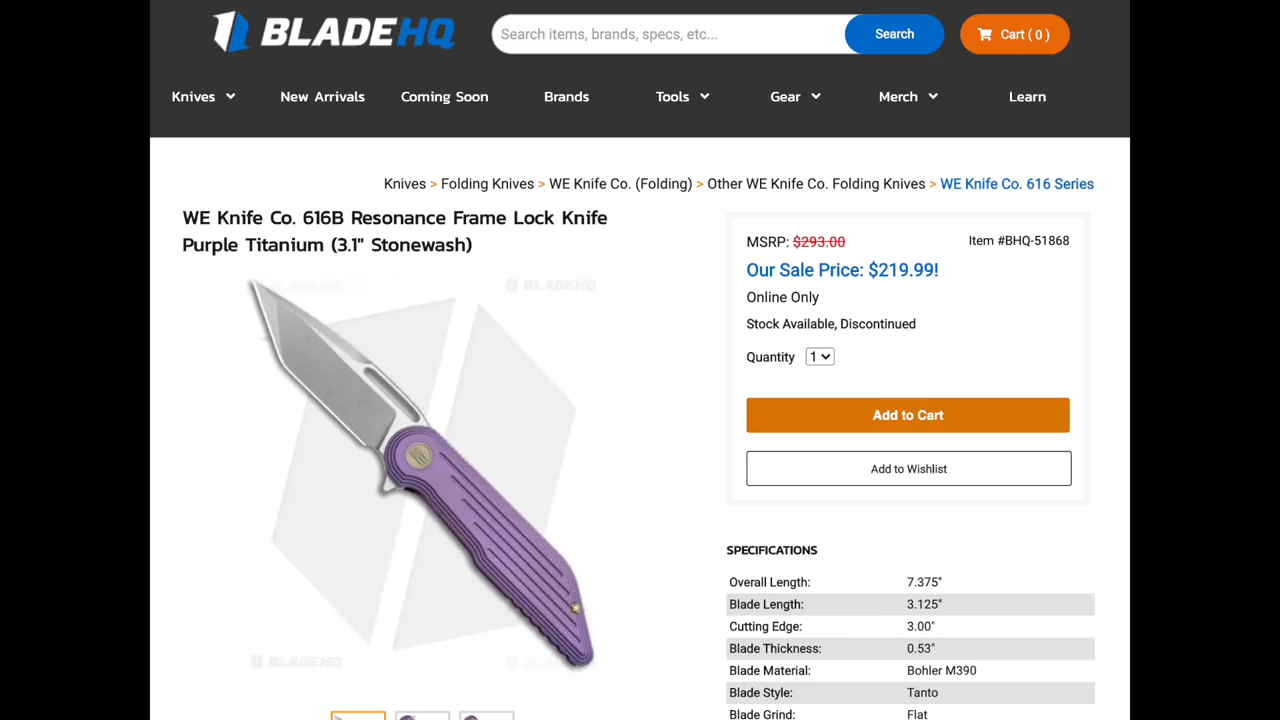 BLADEHQ
Search items, brands, specs, etc...
Search
Cart ( 0 )
Knives
New Arrivals
Coming Soon
Brands
Tools
Gear
Merch
Learn
Knives > Folding Knives > WE Knife Co. (Folding) > Other WE Knife Co. Folding Knives > WE Knife Co. 616 Series
WE Knife Co. 616B Resonance Frame Lock Knife
Purple Titanium (3.1" Stonewash)
BLADEHQ
BLADEHQ
BLADEHQ
MSRP: $293.00
Item #BHQ-51868
Our Sale Price: $219.99!
Online Only
Stock Available, Discontinued
Quantity 1
Add to Cart
Add to Wishlist
SPECIFICATIONS
Overall Length: 7.375"
Blade Length: 3.125"
Cutting Edge: 3.00"
Blade Thickness: 0.53"
Blade Material: Bohler M390
Blade Style: Tanto
Blade Grind: Flat